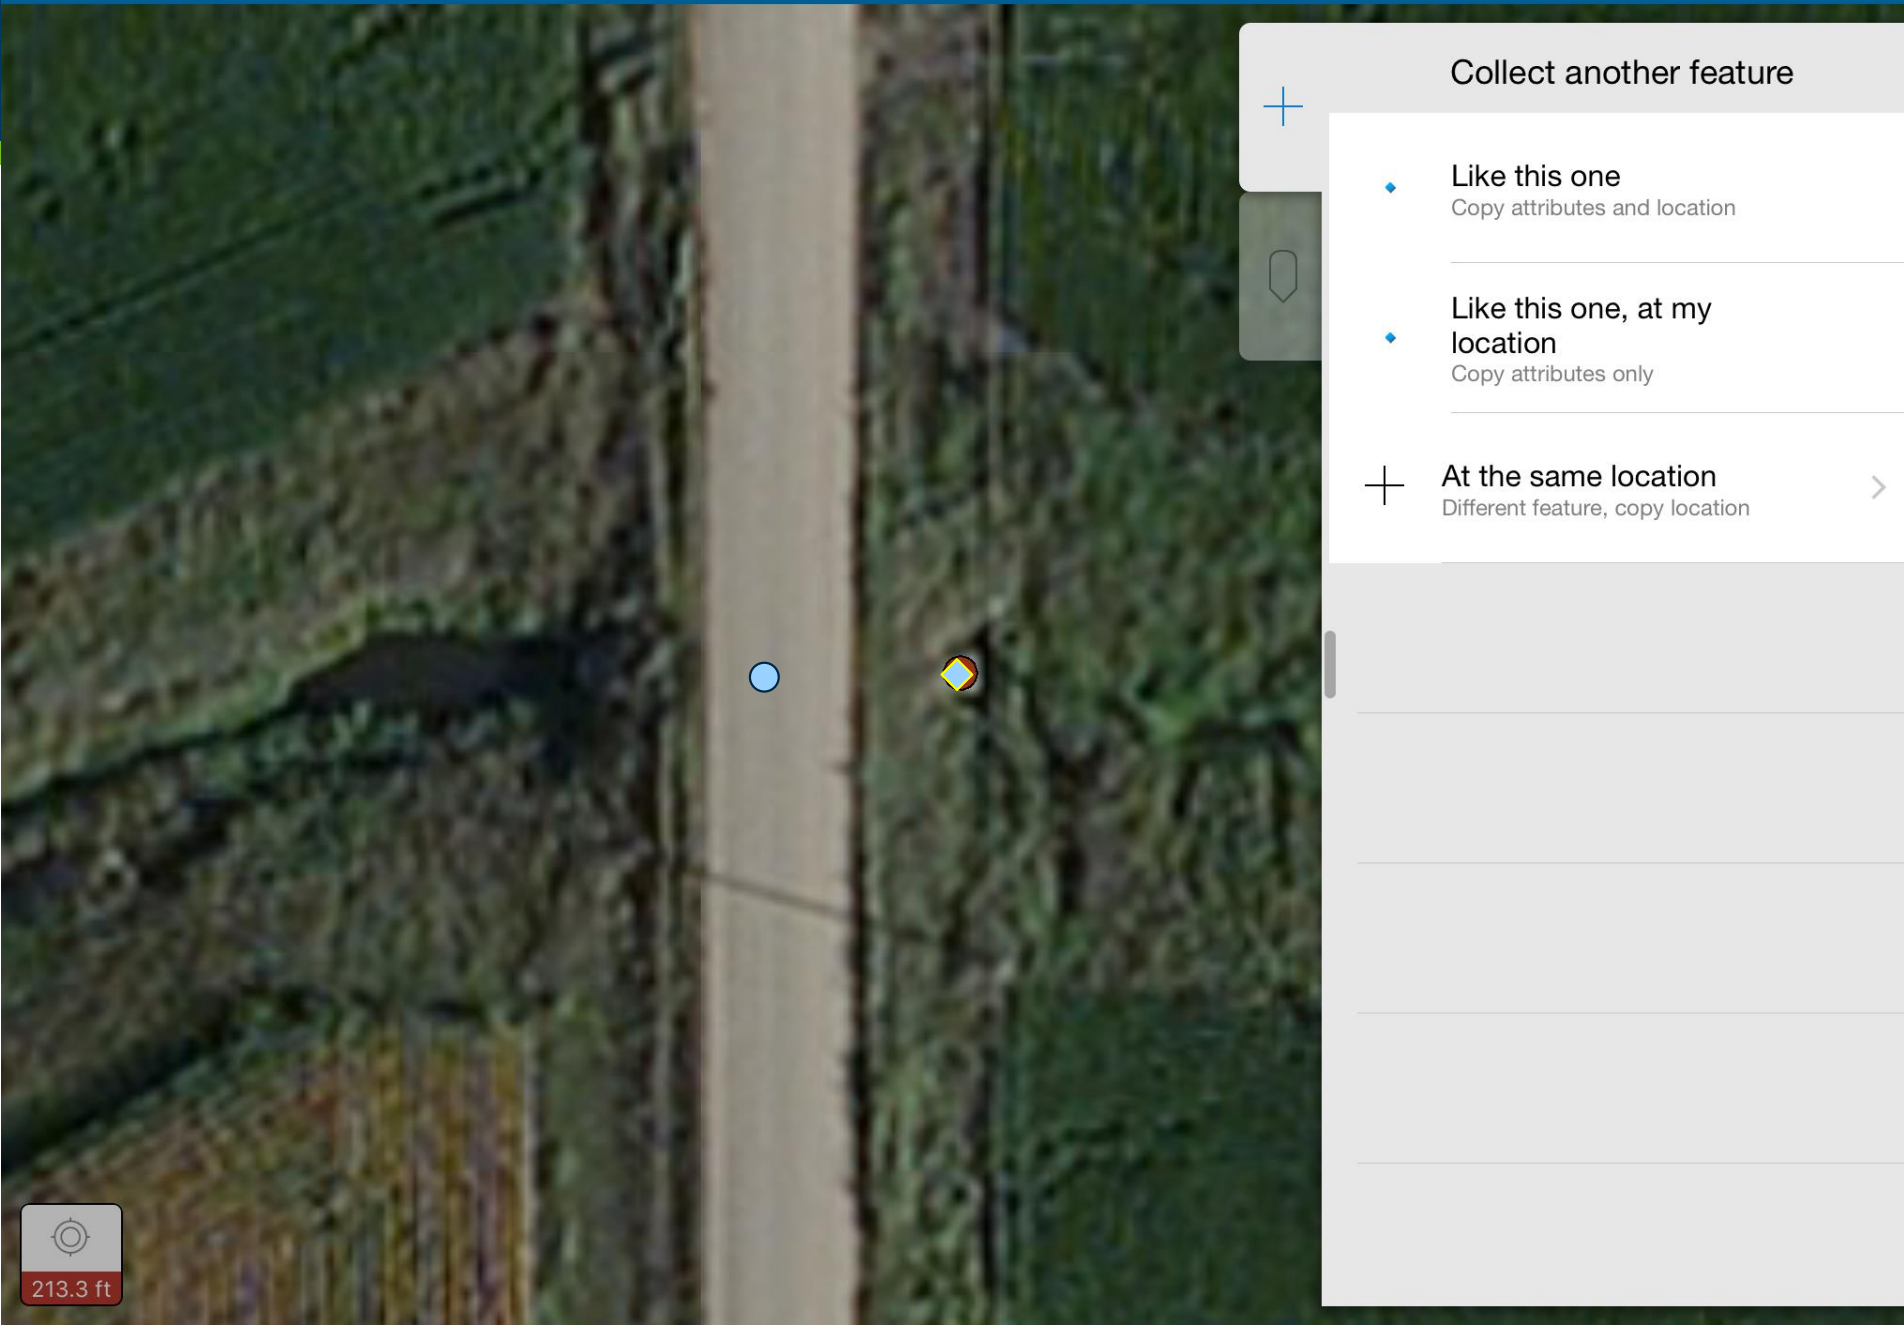 Collect another feature
Like this one
Copy attributes and location
Like this one, at my
location
Copy attributes only
At the same location
Different feature, copy location
213.3 ft